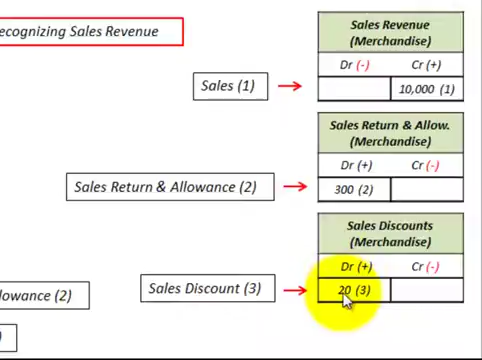 ecognizing Sales Revenue
Sales Revenue
(Merchandise)
Dr (-) Cr (+)
Sales (1)
10,000 (1)
Sales Return & Allow.
(Merchandise)
Dr (+) Cr (-)
Sales Return & Allowance (2)
300 (2)
Sales Discounts
(Merchandise)
Dr (+) Cr (-)
Sales Discount (3)
20 (3)
lowance (2)
)